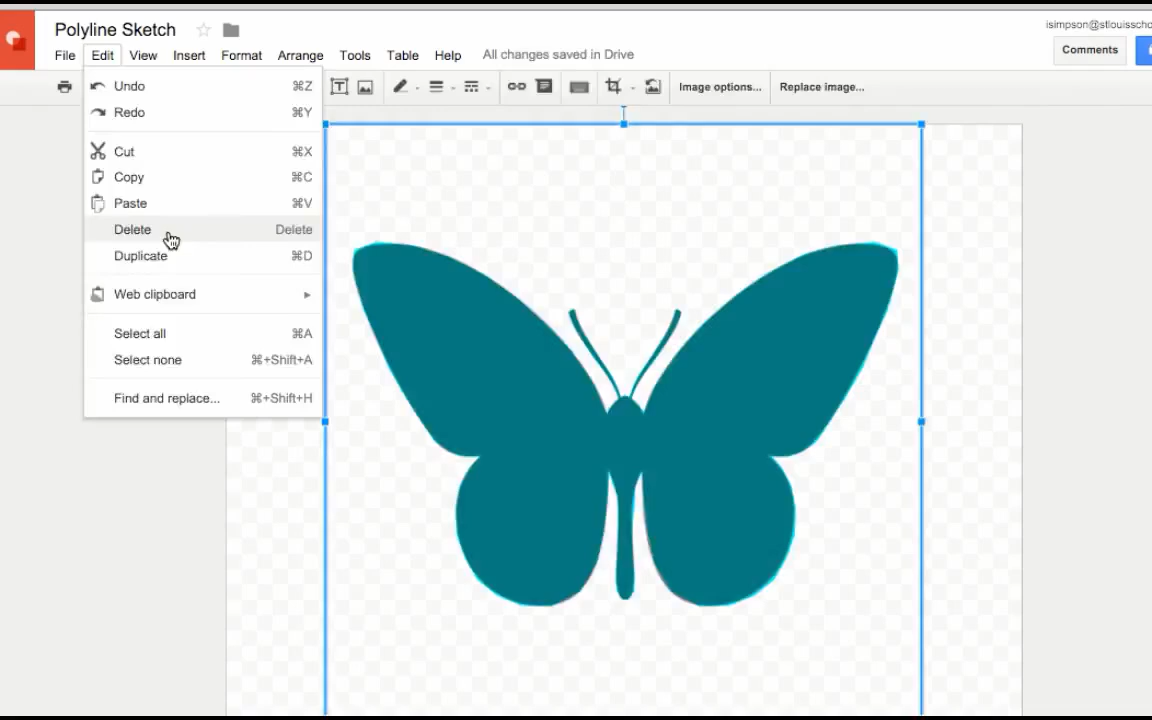 Polyline Sketch
isimpson@stlouisscho
File Edit View Insert Format Arrange Tools Table Help All changes saved in Drive
Comments
Image options... Replace image...
Undo ⌘Z
Redo ⌘Y
Cut ⌘X
Copy ⌘C
Paste ⌘V
Delete Delete
Duplicate ⌘D
Web clipboard
Select all ⌘A
Select none ⌘+Shift+A
Find and replace... ⌘+Shift+H